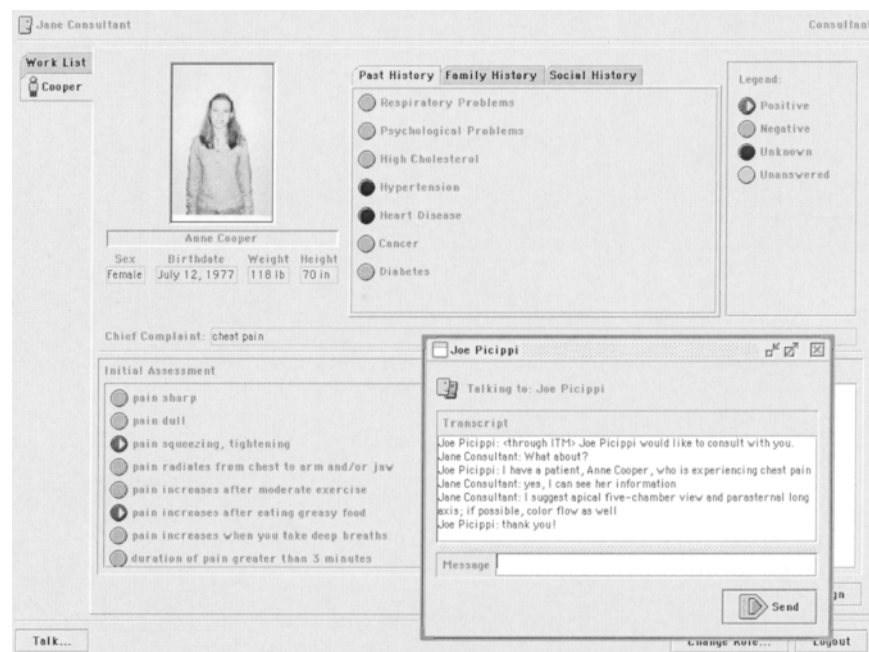 Jane Consultant
Consultant
Work List
Cooper
Anne Cooper
Sex Birthdate Weight Height
Female July 12, 1977 118 lb 70 in
Past History Family History Social History
Respiratory Problems
Psychological Problems
High Cholesterol
Hypertension
Heart Disease
Cancer
Diabetes
Legend:
Positive
Negative
Unknown
Unanswered
Chief Complaint: chest pain
Initial Assessment
pain sharp
pain dull
pain squeezing, tightening
pain radiates from chest to arm and/or jaw
pain increases after moderate exercise
pain increases after eating greasy food
pain increases when you take deep breaths
duration of pain greater than 3 minutes
Joe Picippi
Talking to: Joe Picippi
Transcript
Joe Picippi: <through ITM> Joe Picippi would like to consult with you.
Jane Consultant: What about?
Joe Picippi: I have a patient, Anne Cooper, who is experiencing chest pain
Jane Consultant: yes, I can see her information
Jane Consultant: I suggest apical five-chamber view and parasternal long
axis; if possible, color flow as well
Joe Picippi: thank you!
Message
Send
Talk...
Change Role...
Logout